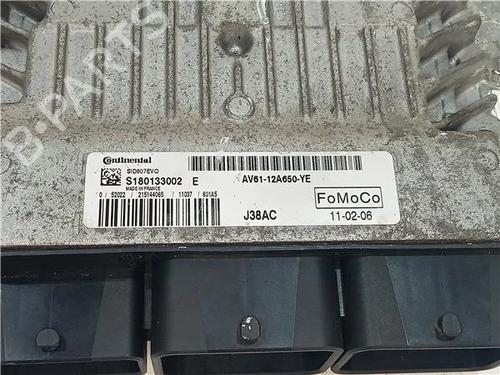 B-PARTS
Continental
SID807EVO
S180133002 E
MADE IN FRANCE
0 / 52022 / 215144065 / 11037 / 601AS
AV61-12A650-YE
FoMoCo
J38AC
11-02-06